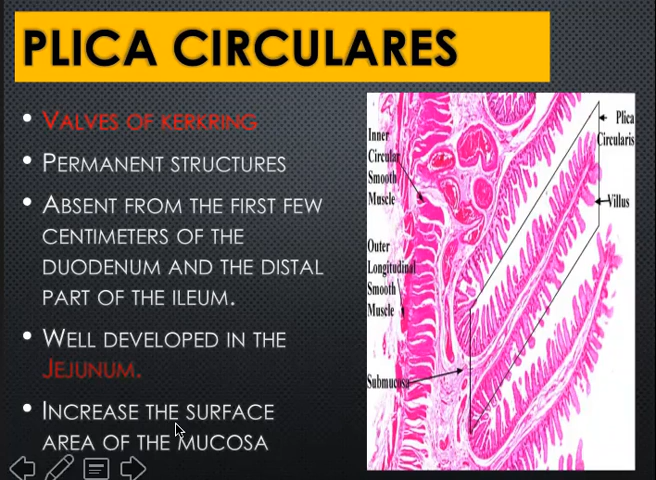 PLICA CIRCULARES
• VALVES OF KERKRING
• PERMANENT STRUCTURES
• ABSENT FROM THE FIRST FEW
CENTIMETERS OF THE
DUODENUM AND THE DISTAL
PART OF THE ILEUM.
• WELL DEVELOPED IN THE
JEJUNUM.
• INCREASE THE SURFACE
AREA OF THE MUCOSA
Inner
Circular
Smooth
Muscle
Outer
Longitudinal
Smooth
Muscle
Submucosa
Plica
Circularis
Villus